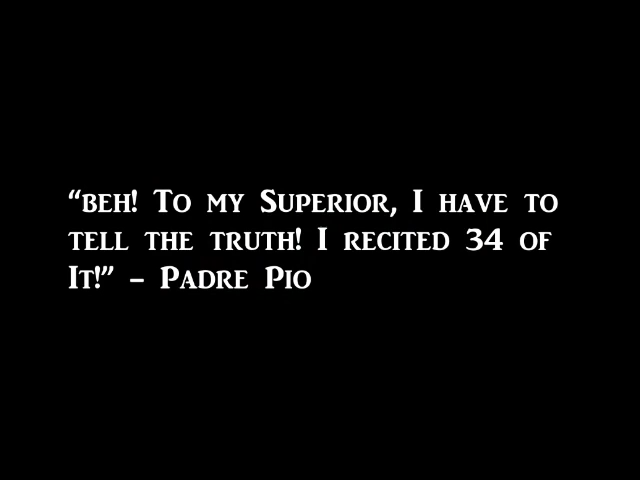 “beh! To my Superior, I have to
tell the truth! I recited 34 of
It!” – Padre Pio